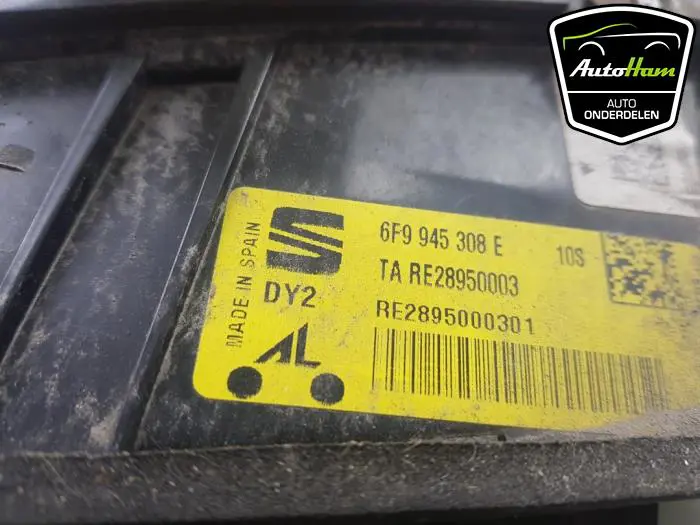 AutoHam
AUTO
ONDERDELEN
MADE IN SPAIN
DY2
AL
6F9 945 308 E 10S
TA RE28950003
RE2895000301